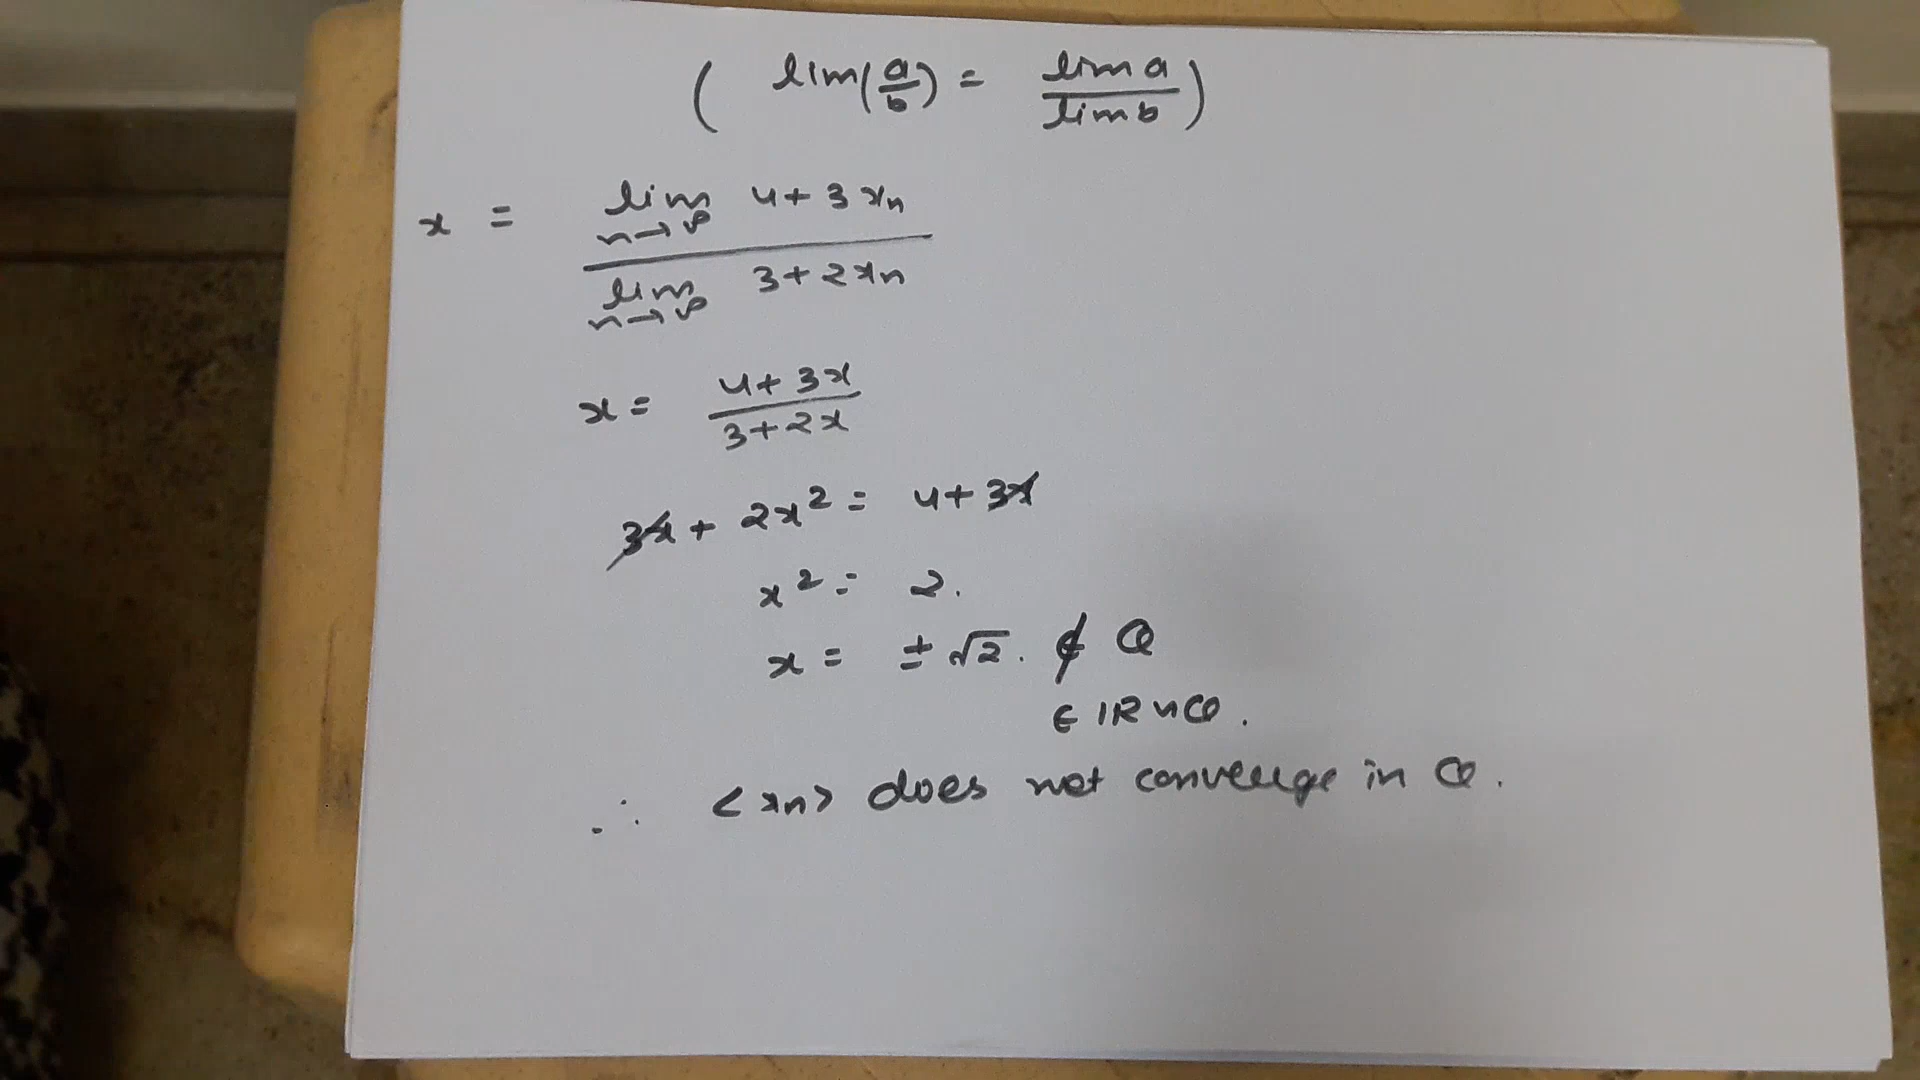 ( lim(a/b) = lim a / lim b )
x = lim n→∞ 4 + 3xn / lim n→∞ 3 + 2xn
x = 4 + 3x / 3 + 2x
3x + 2x² = 4 + 3x
x² = 2.
x = ± √2. ∉ Q
∈ IR \ Q.
∴ <xn> does not converge in Q.